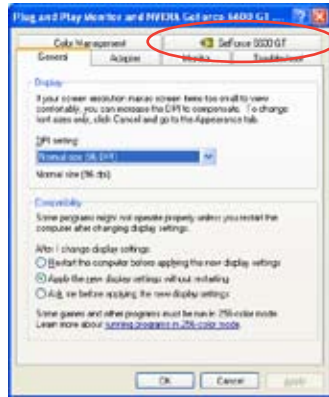 Plug and Play Monitor and NVIDIA GeForce 6600 GT ...
Color Management
GeForce 6600 GT
General
Adapter
Monitor
Troubleshoot
Display
If your screen resolution makes screen items too small to view
comfortably, you can increase the DPI to compensate. To change
font sizes only, click Cancel and go to the Appearance tab.
DPI setting:
Normal size (96 DPI)
Normal size (96 dpi)
Compatibility
Some programs might not operate properly unless you restart the
computer after changing display settings.
After I change display settings:
Restart the computer before applying the new display settings
Apply the new display settings without restarting
Ask me before applying the new display settings
Some games and other programs must be run in 256-color mode.
Learn more about running programs in 256-color mode.
OK
Cancel
Apply